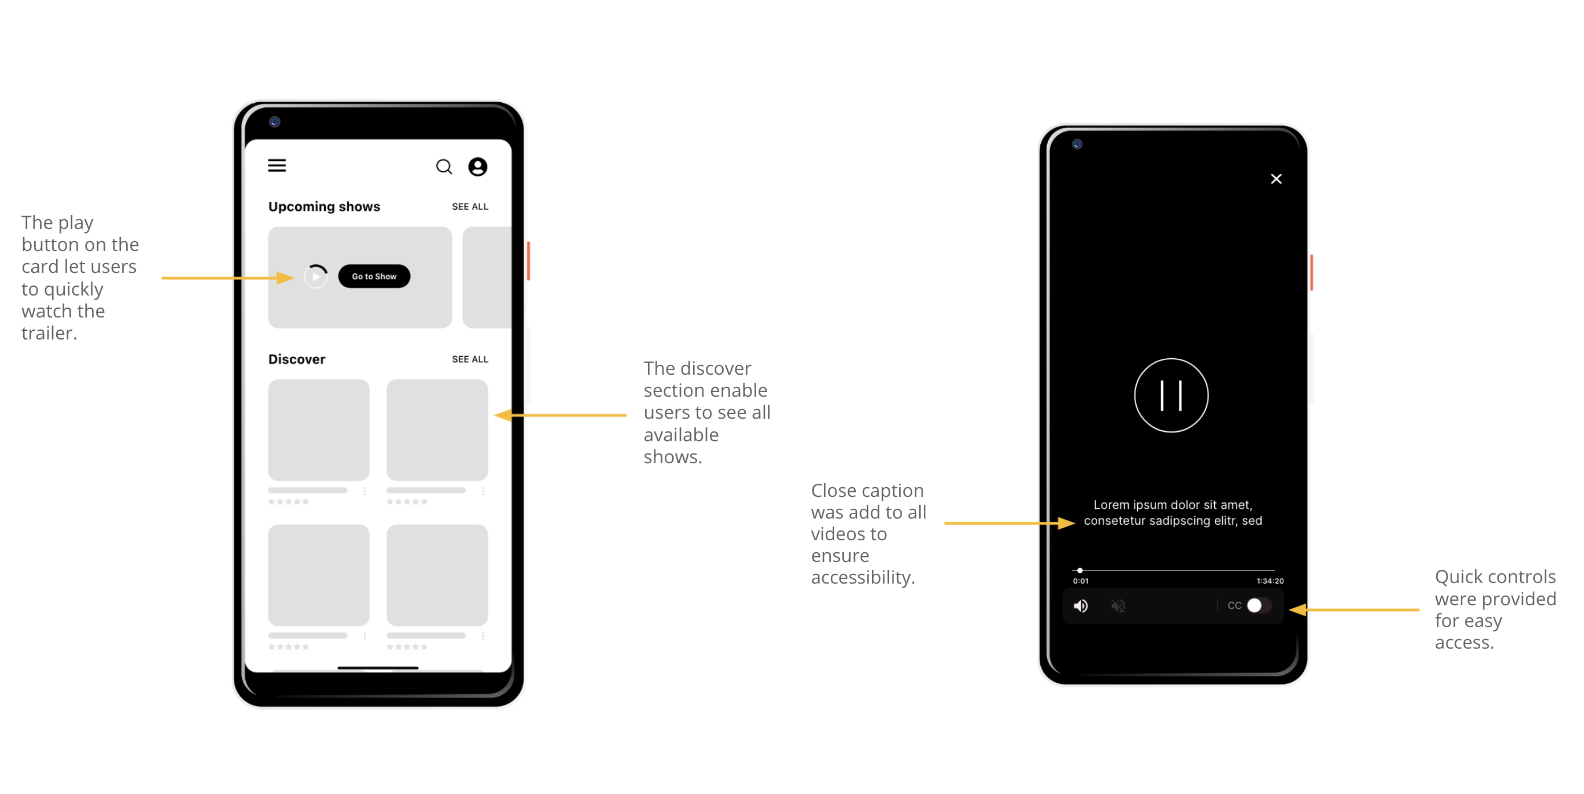 The play
button on the
card let users
to quickly
watch the
trailer.
Upcoming shows
SEE ALL
Go to Show
Discover
SEE ALL
The discover
section enable
users to see all
available
shows.
Close caption
was add to all
videos to
ensure
accessibility.
Lorem ipsum dolor sit amet,
consetetur sadipscing elitr, sed
0:01
1:34:20
CC
Quick controls
were provided
for easy
access.